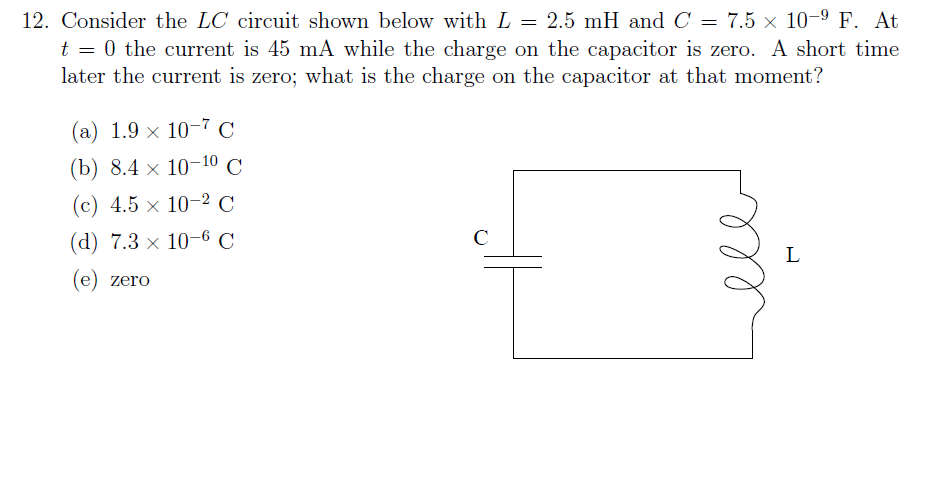 12. Consider the LC circuit shown below with L = 2.5 mH and C = 7.5 × 10⁻⁹ F. At
t = 0 the current is 45 mA while the charge on the capacitor is zero. A short time
later the current is zero; what is the charge on the capacitor at that moment?
(a) 1.9 × 10⁻⁷ C
(b) 8.4 × 10⁻¹⁰ C
(c) 4.5 × 10⁻² C
(d) 7.3 × 10⁻⁶ C
(e) zero
C
L